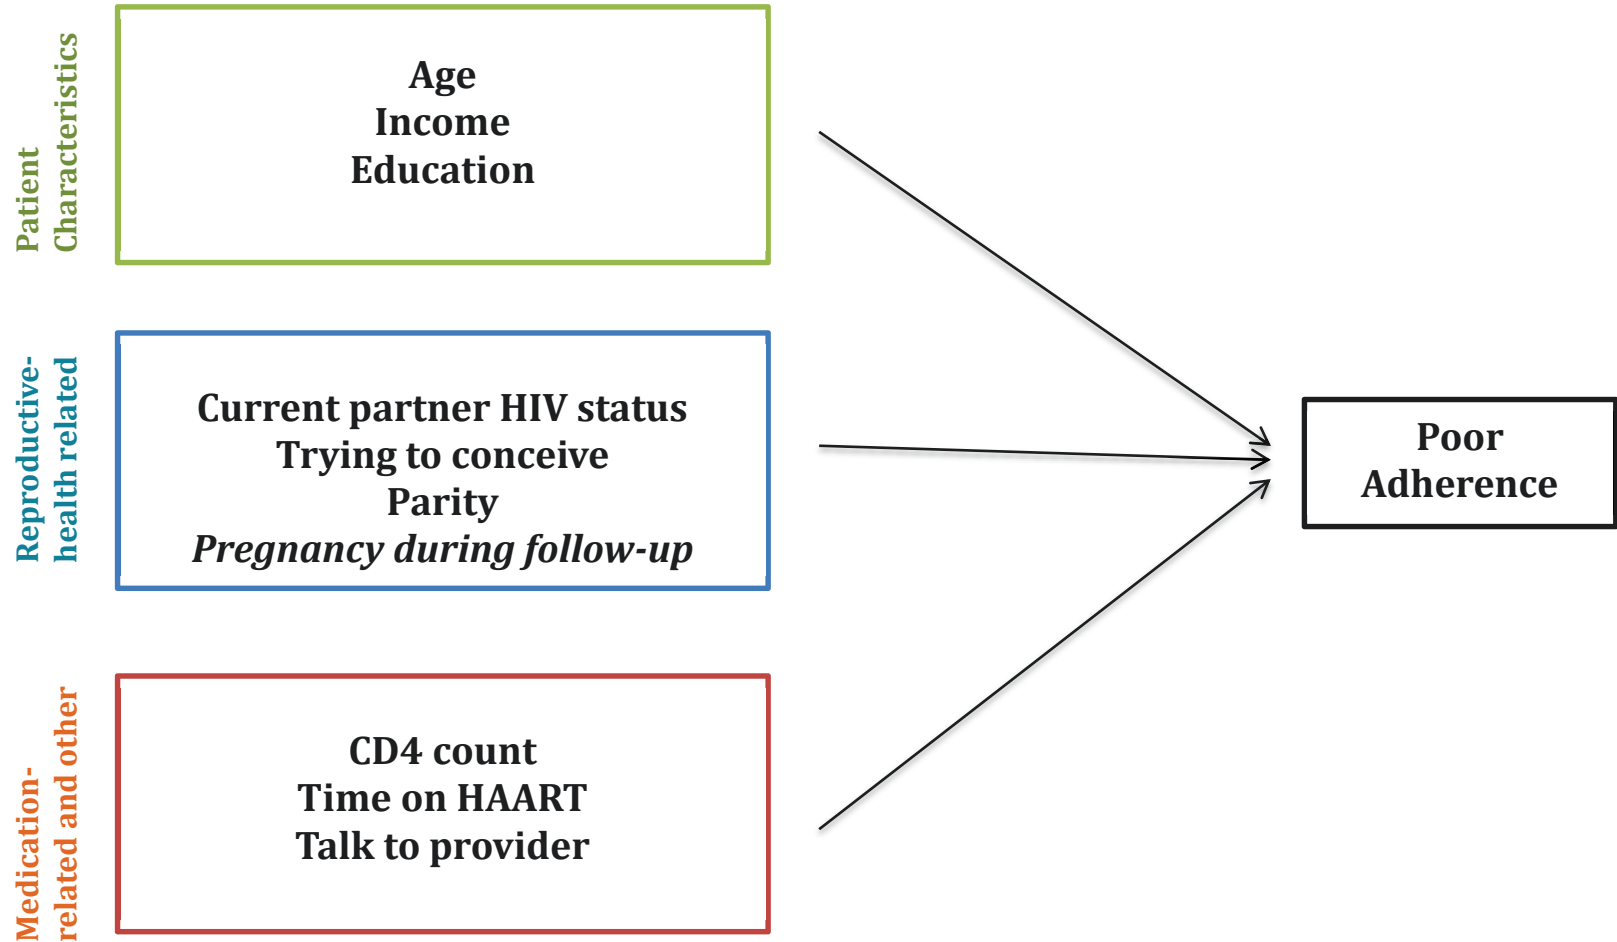 Patient
Characteristics
Age
Income
Education
Reproductive-
health related
Current partner HIV status
Trying to conceive
Parity
Pregnancy during follow-up
Medication-
related and other
CD4 count
Time on HAART
Talk to provider
Poor
Adherence